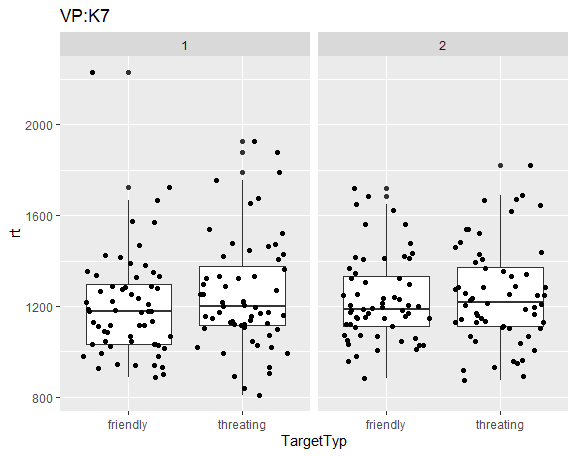 VP:K7
1
2
rt
2000
1600
1200
800
friendly
threating
friendly
threating
TargetTyp